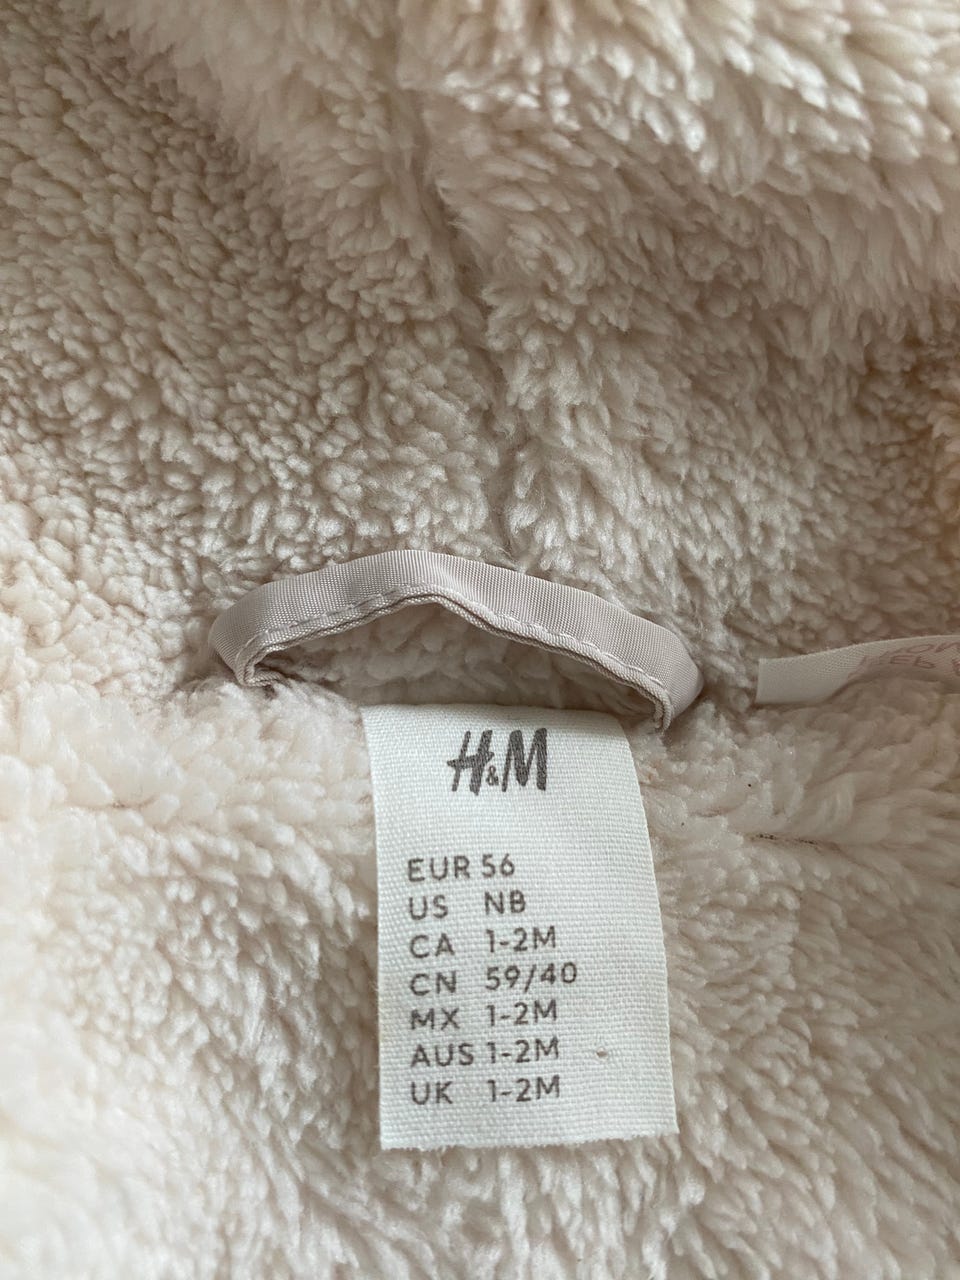 H&M
EUR 56
US NB
CA 1-2M
CN 59/40
MX 1-2M
AUS 1-2M
UK 1-2M